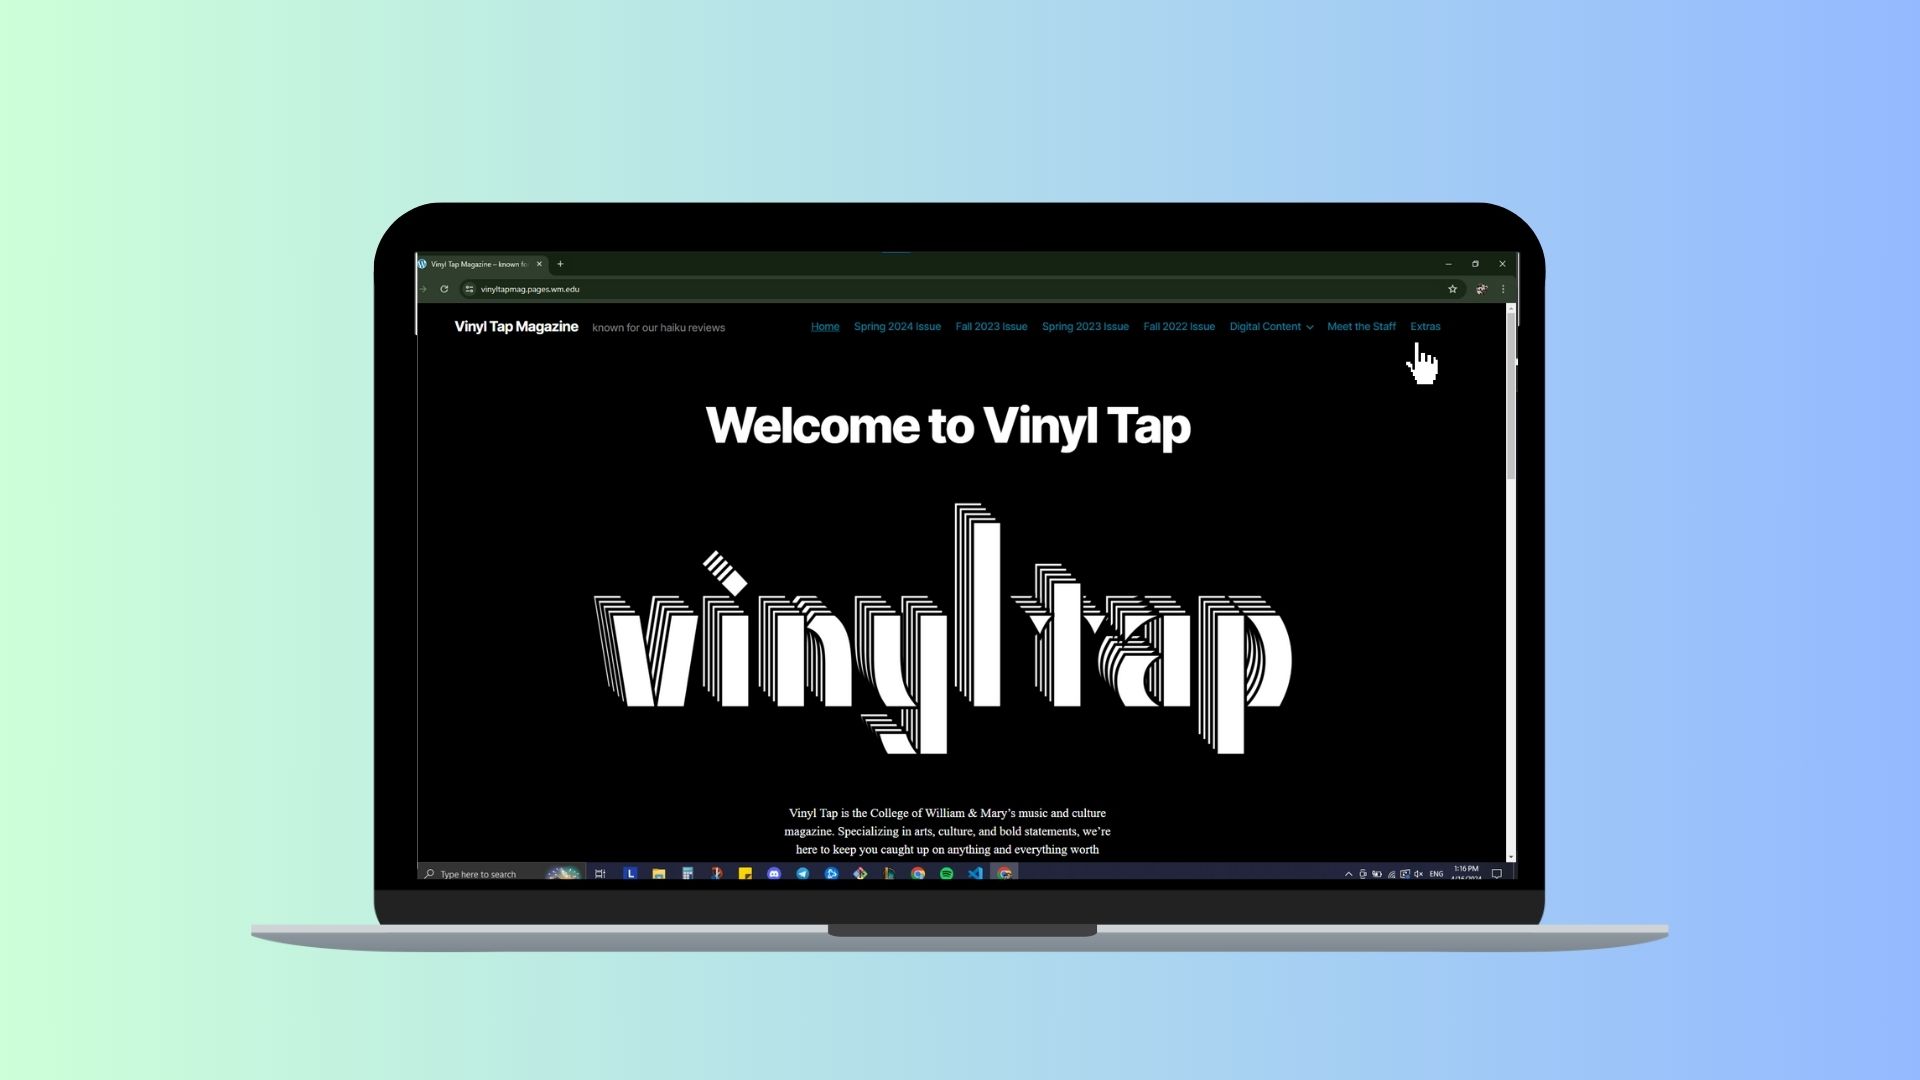 Vinyl Tap Magazine – known fo
vinyltapmag.pages.wm.edu
Vinyl Tap Magazine known for our haiku reviews Home Spring 2024 Issue Fall 2023 Issue Spring 2023 Issue Fall 2022 Issue Digital Content Meet the Staff Extras
Welcome to Vinyl Tap
vinyl tap
Vinyl Tap is the College of William & Mary’s music and culture
magazine. Specializing in arts, culture, and bold statements, we’re
here to keep you caught up on anything and everything worth
Type here to search
L
ENG
1:16 PM